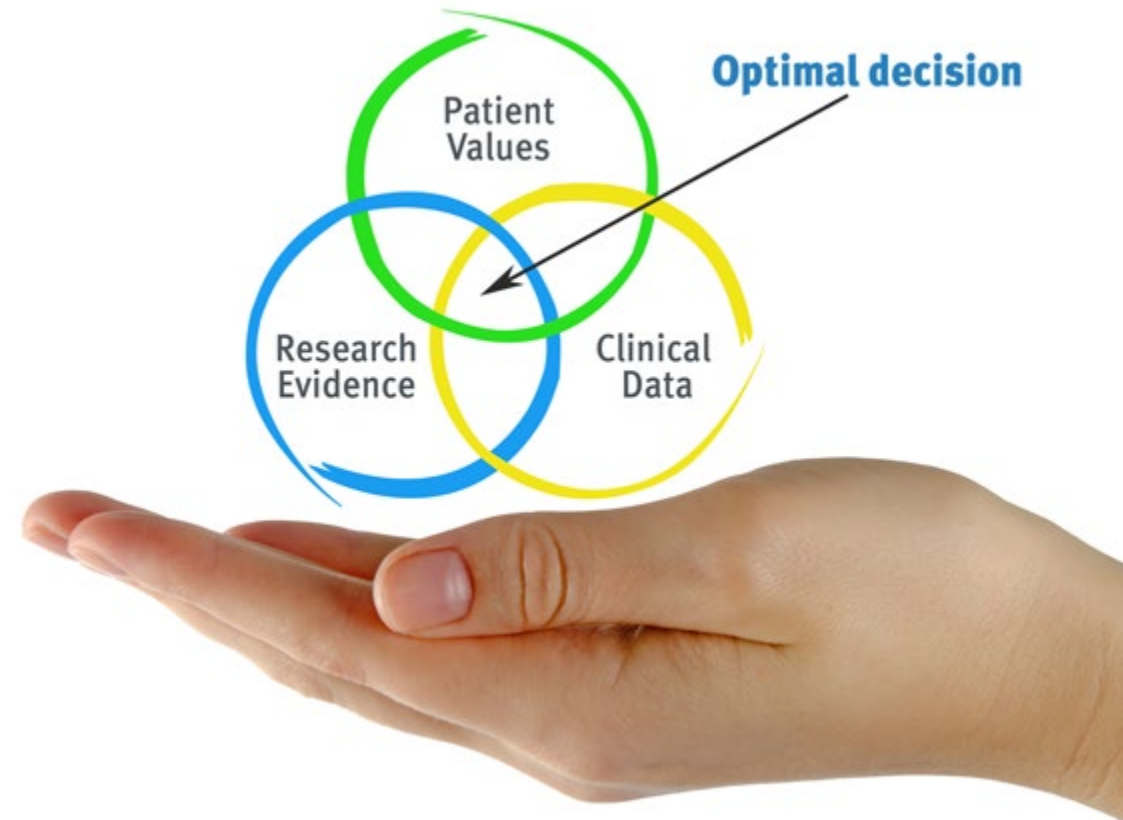 Optimal decision
Patient
Values
Research
Evidence
Clinical
Data